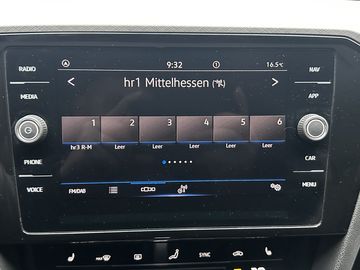 9:32
16.5°C
RADIO
MEDIA
PHONE
VOICE
hr1 Mittelhessen
1 2 3 4 5 6
hr3 R-M Leer Leer Leer Leer Leer
FM/DAB
NAV
APP
CAR
MENU
MAX
SYNC